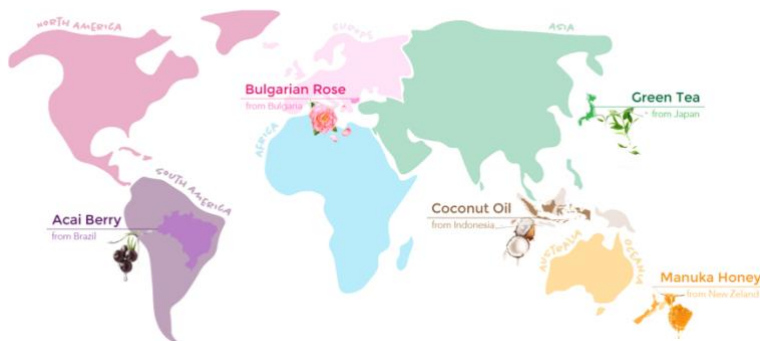 NORTH AMERICA
EUROPE
ASIA
Bulgarian Rose
from Bulgaria
Green Tea
from Japan
AFRICA
SOUTH AMERICA
Acai Berry
from Brazil
Coconut Oil
from Indonesia
AUSTRALIA
OCEANIA
Manuka Honey
from New Zeland